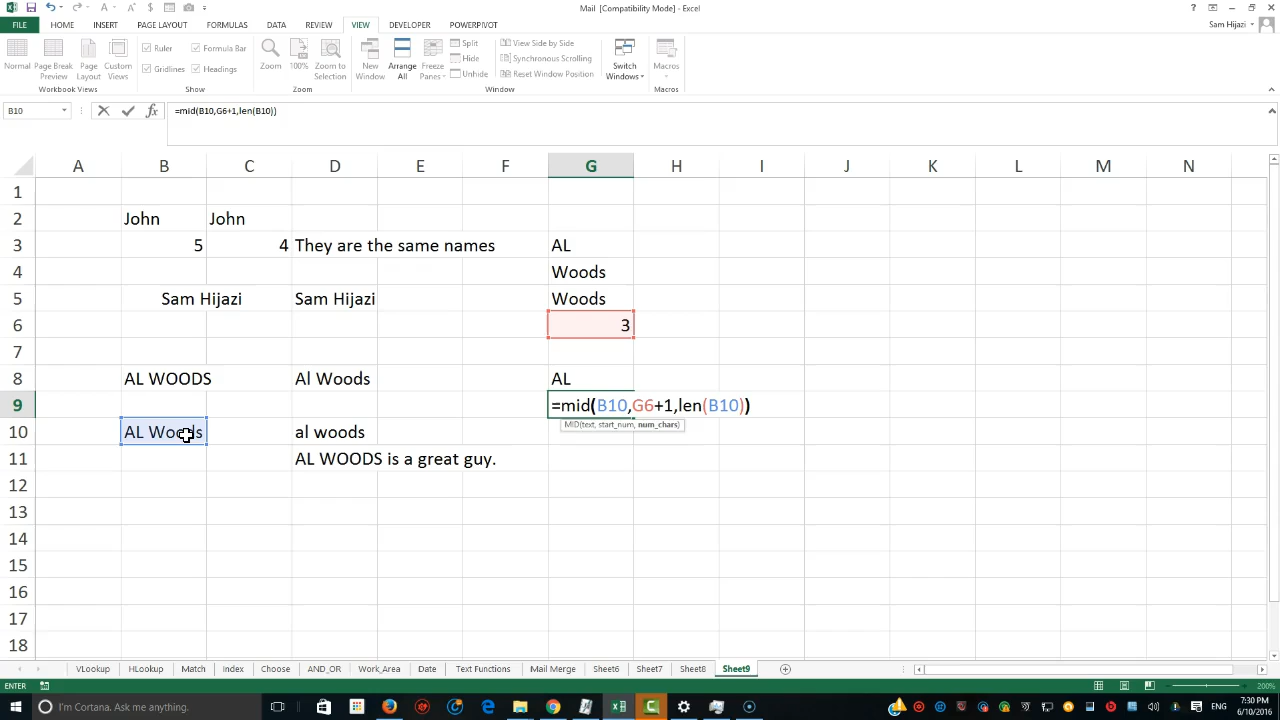 Mail [Compatibility Mode] - Excel
FILE HOME INSERT PAGE LAYOUT FORMULAS DATA REVIEW VIEW DEVELOPER POWERPIVOT
Sam Hijazi
Normal
Page Break Preview
Page Layout
Custom Views
Workbook Views
Ruler
Formula Bar
Gridlines
Headings
Show
Zoom
100%
Zoom to Selection
Zoom
New Window
Arrange All
Freeze Panes
Split
Hide
Unhide
View Side by Side
Synchronous Scrolling
Reset Window Position
Window
Switch Windows
Macros
Macros
B10
fx
=mid(B10,G6+1,len(B10))
A B C D E F G H I J K L M N
1
2 John John
3 5 4 They are the same names AL
4 Woods
5 Sam Hijazi Sam Hijazi Woods
6 3
7
8 AL WOODS Al Woods AL
9 =mid(B10,G6+1,len(B10))
MID(text, start_num, num_chars)
10 AL Woods al woods
11 AL WOODS is a great guy.
12
13
14
15
16
17
18
VLookup HLookup Match Index Choose AND_OR Work_Area Date Text Functions Mail Merge Sheet6 Sheet7 Sheet8 Sheet9
ENTER
200%
I'm Cortana. Ask me anything.
ENG
7:30 PM
6/10/2016